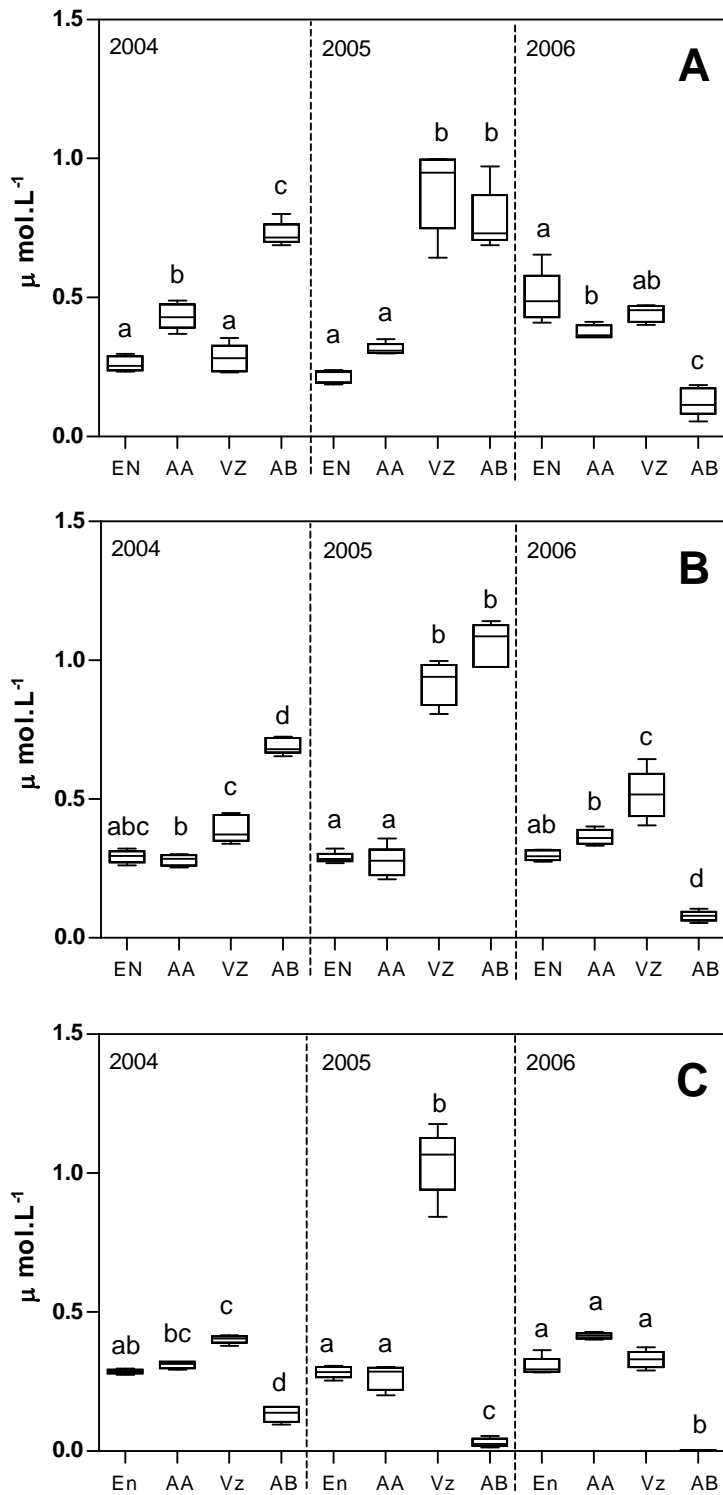 1.5
2004 2005 2006 A
b b
c
1.0
μ mol.L-1
a
b ab
a a
0.5
a a
c
0.0
EN AA VZ AB EN AA VZ AB EN AA VZ AB
1.5
2004 2005 2006 B
b
b
1.0
μ mol.L-1
d
c
c
0.5
abc b a a ab b
d
0.0
EN AA VZ AB EN AA VZ AB EN AA VZ AB
1.5
2004 2005 2006 C
b
1.0
μ mol.L-1
0.5
ab bc c a a a a a
d
c b
0.0
En AA Vz AB En AA Vz AB En AA Vz AB